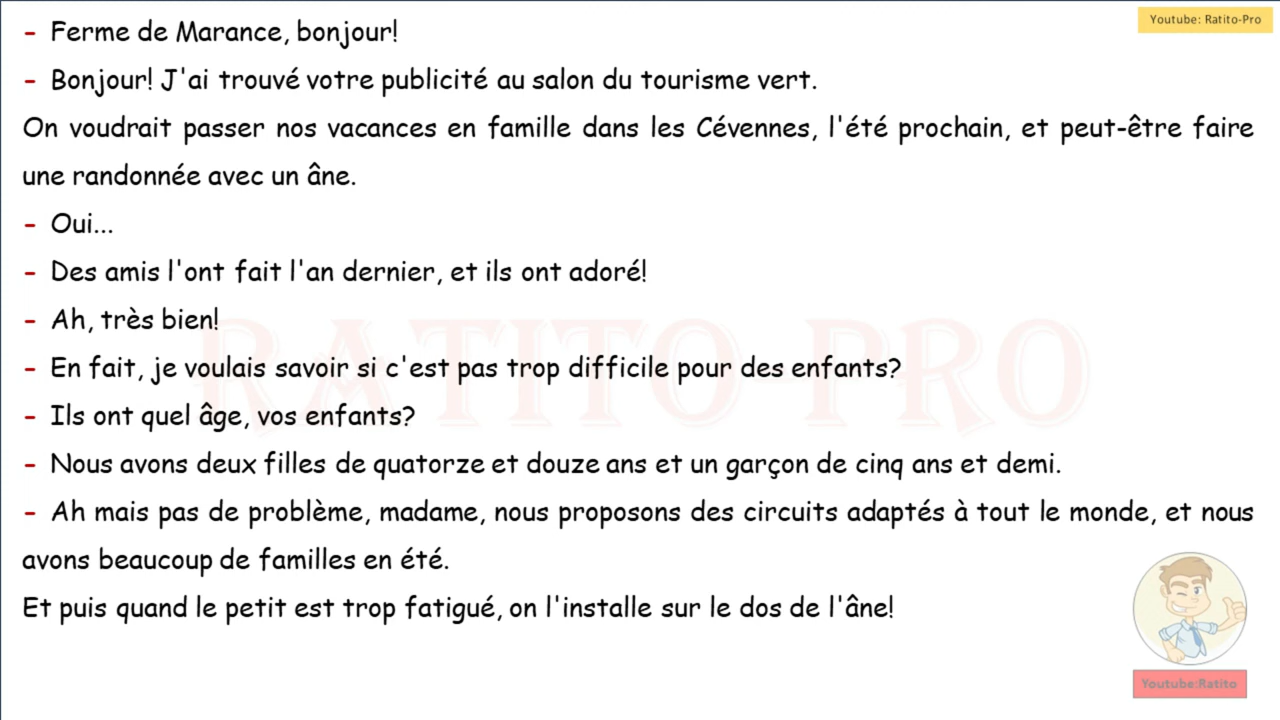 Youtube: Ratito-Pro
- Ferme de Marance, bonjour!
- Bonjour! J'ai trouvé votre publicité au salon du tourisme vert.
On voudrait passer nos vacances en famille dans les Cévennes, l'été prochain, et peut-être faire
une randonnée avec un âne.
- Oui...
- Des amis l'ont fait l'an dernier, et ils ont adoré!
- Ah, très bien!
RATITO-PRO
- En fait, je voulais savoir si c'est pas trop difficile pour des enfants?
- Ils ont quel âge, vos enfants?
- Nous avons deux filles de quatorze et douze ans et un garçon de cinq ans et demi.
- Ah mais pas de problème, madame, nous proposons des circuits adaptés à tout le monde, et nous
avons beaucoup de familles en été.
Et puis quand le petit est trop fatigué, on l'installe sur le dos de l'âne!
Youtube:Ratito